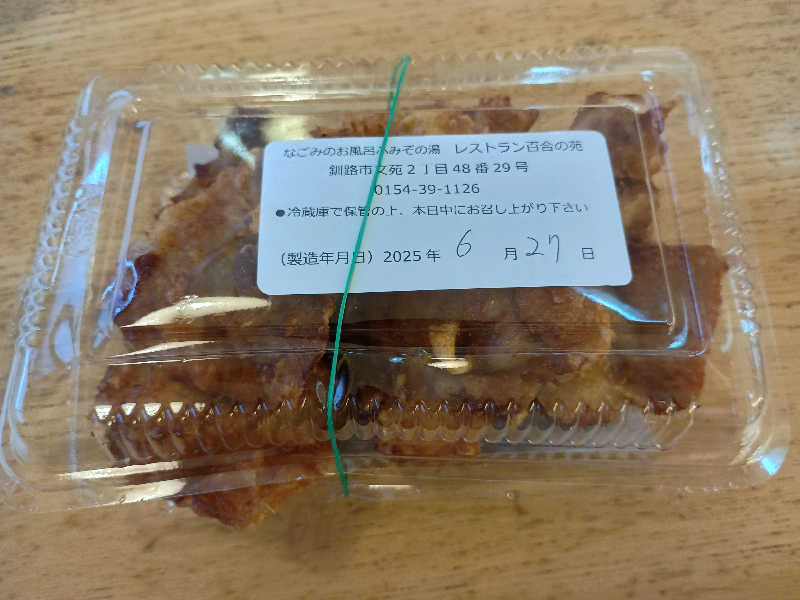 なごみのお風呂ふみぞの湯　レストラン百合の苑
釧路市文苑２丁目４８番２９号
0154-39-1126
●冷蔵庫で保管の上、本日中にお召し上がり下さい
（製造年月日）2025年 6 月 27 日